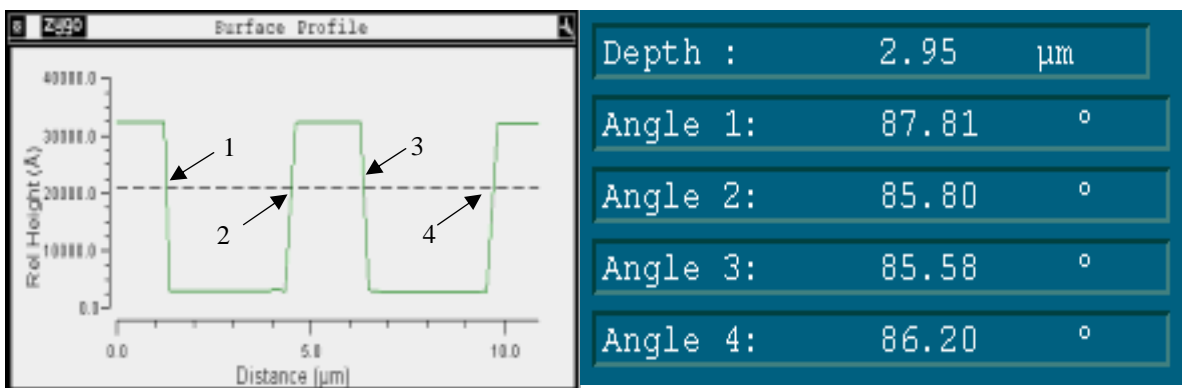 zygo Surface Profile
40000.0
30000.0
20000.0
10000.0
0.0
Rel Height (Å)
1
2
3
4
0.0 5.0 10.0
Distance (µm)
Depth : 2.95 µm
Angle 1: 87.81 °
Angle 2: 85.80 °
Angle 3: 85.58 °
Angle 4: 86.20 °